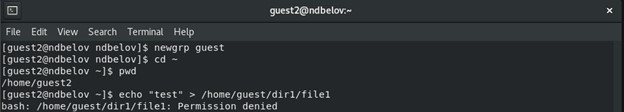 guest2@ndbelov:~
File Edit View Search Terminal Help
[guest2@ndbelov ndbelov]$ newgrp guest
[guest2@ndbelov ndbelov]$ cd ~
[guest2@ndbelov ~]$ pwd
/home/guest2
[guest2@ndbelov ~]$ echo "test" > /home/guest/dir1/file1
bash: /home/guest/dir1/file1: Permission denied